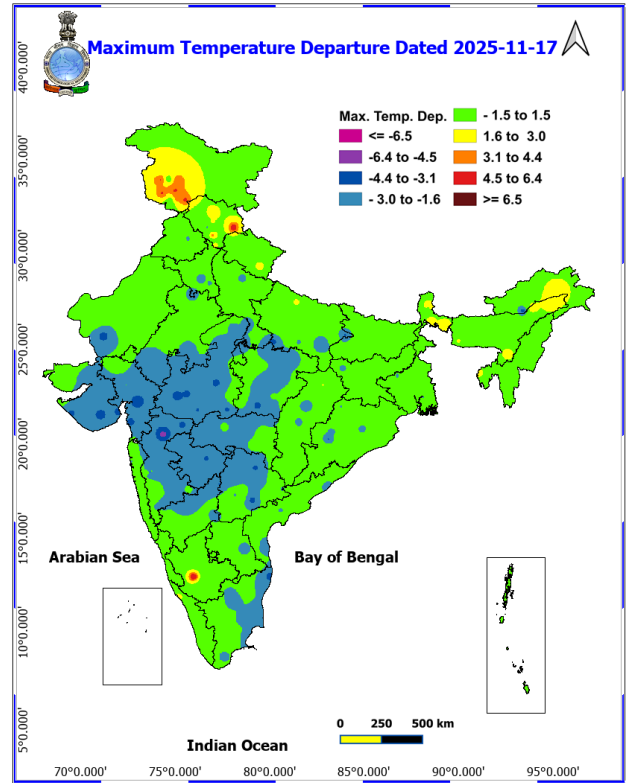 Maximum Temperature Departure Dated 2025-11-17
Max. Temp. Dep.
<= -6.5
-6.4 to -4.5
-4.4 to -3.1
- 3.0 to -1.6
- 1.5 to 1.5
1.6 to 3.0
3.1 to 4.4
4.5 to 6.4
>= 6.5
40°0.000'
35°0.000'
30°0.000'
25°0.000'
20°0.000'
15°0.000'
10°0.000'
5°0.000'
Arabian Sea
Bay of Bengal
0 250 500 km
Indian Ocean
70°0.000' 75°0.000' 80°0.000' 85°0.000' 90°0.000' 95°0.000'